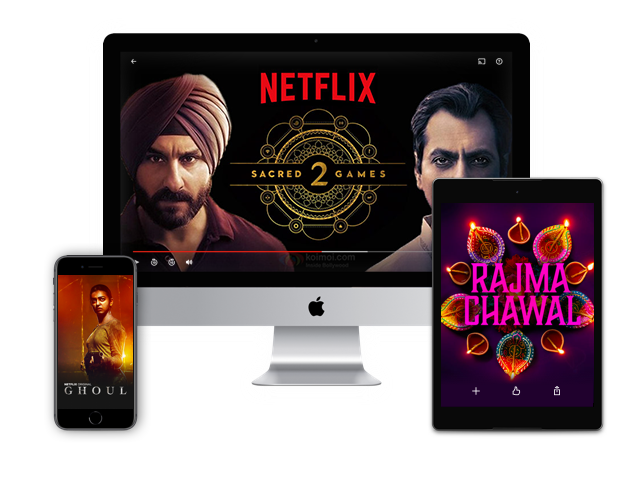 NETFLIX
SACRED 2 GAMES
koimoi.com
RAJMA
CHAWAL
NETFLIX ORIGINAL
GHOUL